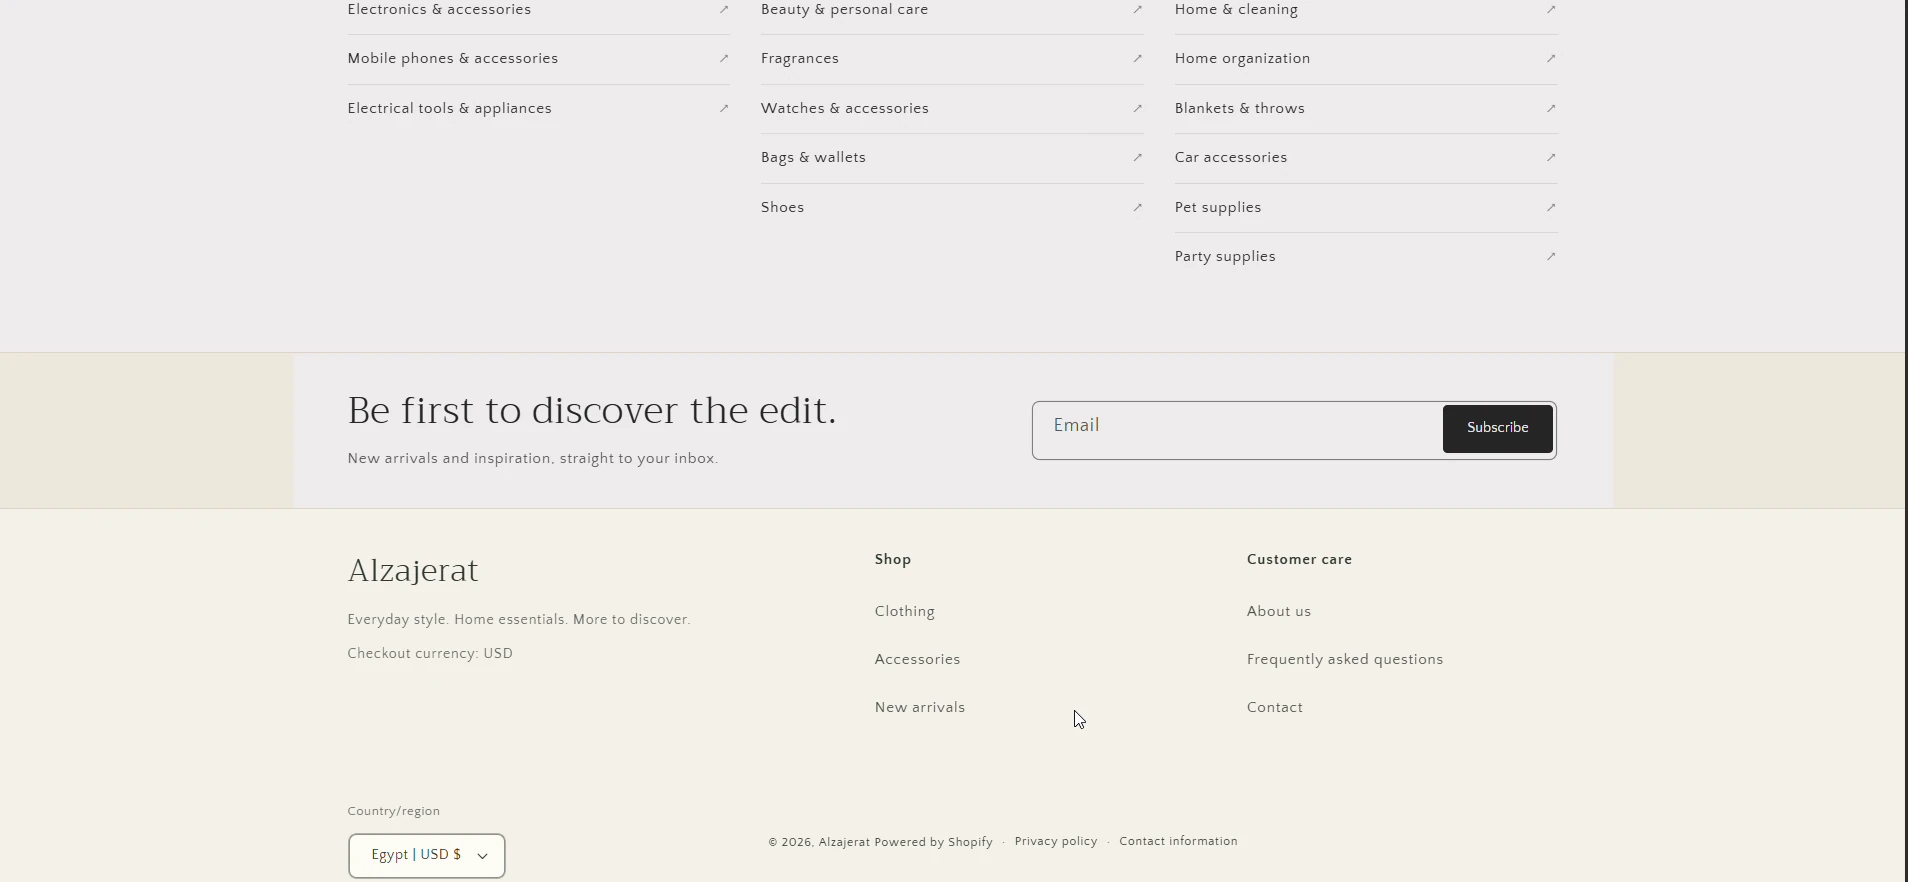 Electronics & accessories ↗
Mobile phones & accessories ↗
Electrical tools & appliances ↗
Beauty & personal care ↗
Fragrances ↗
Watches & accessories ↗
Bags & wallets ↗
Shoes ↗
Home & cleaning ↗
Home organization ↗
Blankets & throws ↗
Car accessories ↗
Pet supplies ↗
Party supplies ↗
Be first to discover the edit.
New arrivals and inspiration, straight to your inbox.
Email
Subscribe
Alzajerat
Everyday style. Home essentials. More to discover.
Checkout currency: USD
Shop
Clothing
Accessories
New arrivals
Customer care
About us
Frequently asked questions
Contact
Country/region
Egypt | USD $
© 2026, Alzajerat Powered by Shopify · Privacy policy · Contact information